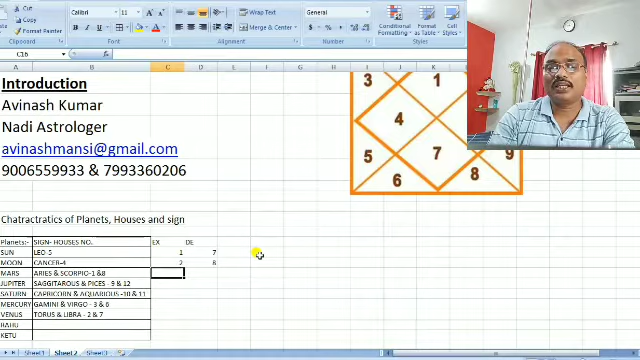 Cut
Copy
Format Painter
Clipboard
Calibri
11
Font
Wrap Text
Merge & Center
Alignment
General
Number
Conditional Formatting
Format as Table
Cell
C16
A B C D E F G H I J K L
Introduction
Avinash Kumar
Nadi Astrologer
avinashmansi@gmail.com
9006559933 & 7993360206
3 1
4
5 7 9
6 8
Chatractratics of Planets, Houses and sign
Planets:- SIGN- HOUSES NO. EX DE
SUN LEO-5 1 7
MOON CANCER-4 2 8
MARS ARIES & SCORPIO-1 &8
JUPITER SAGGITAROUS & PICES - 9 & 12
SATURN CAPRICORN & AQUARIOUS -10 & 11
MERCURY GAMINI & VIRGO - 3 & 6
VENUS TORUS & LIBRA - 2 & 7
RAHU
KETU
Sheet1 Sheet2 Sheet3